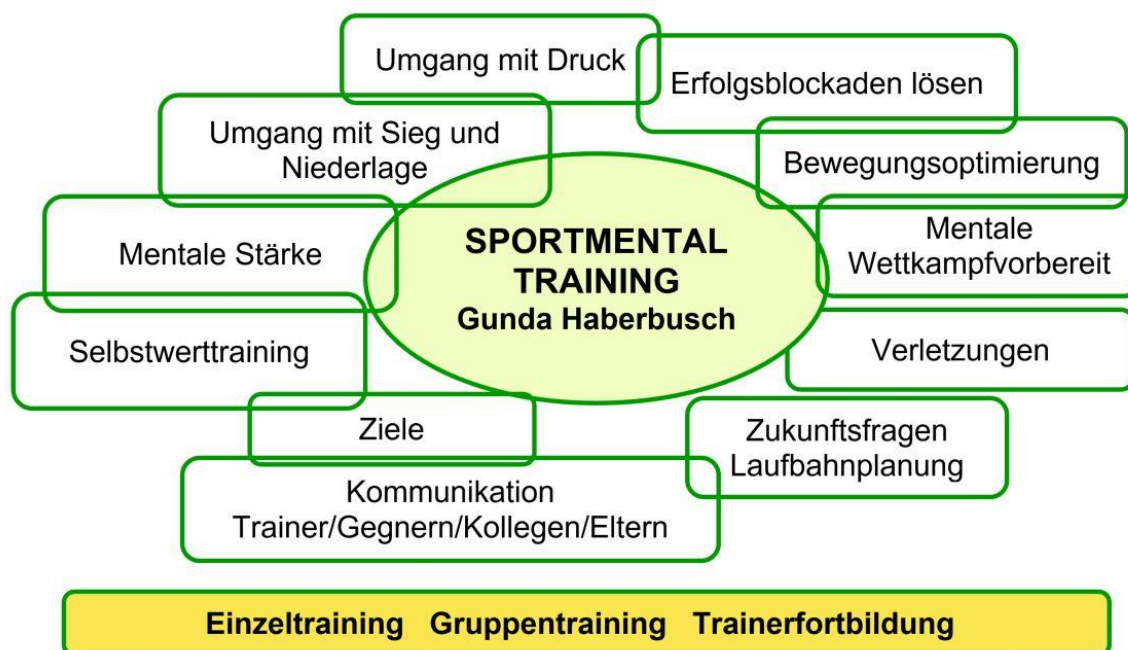 Umgang mit Druck
Erfolgsblockaden lösen
Umgang mit Sieg und
Niederlage
Bewegungsoptimierung
Mentale Stärke
SPORTMENTAL
TRAINING
Gunda Haberbusch
Mentale
Wettkampfvorbereit
Selbstwerttraining
Verletzungen
Ziele
Zukunftsfragen
Laufbahnplanung
Kommunikation
Trainer/Gegnern/Kollegen/Eltern
Einzeltraining Gruppentraining Trainerfortbildung